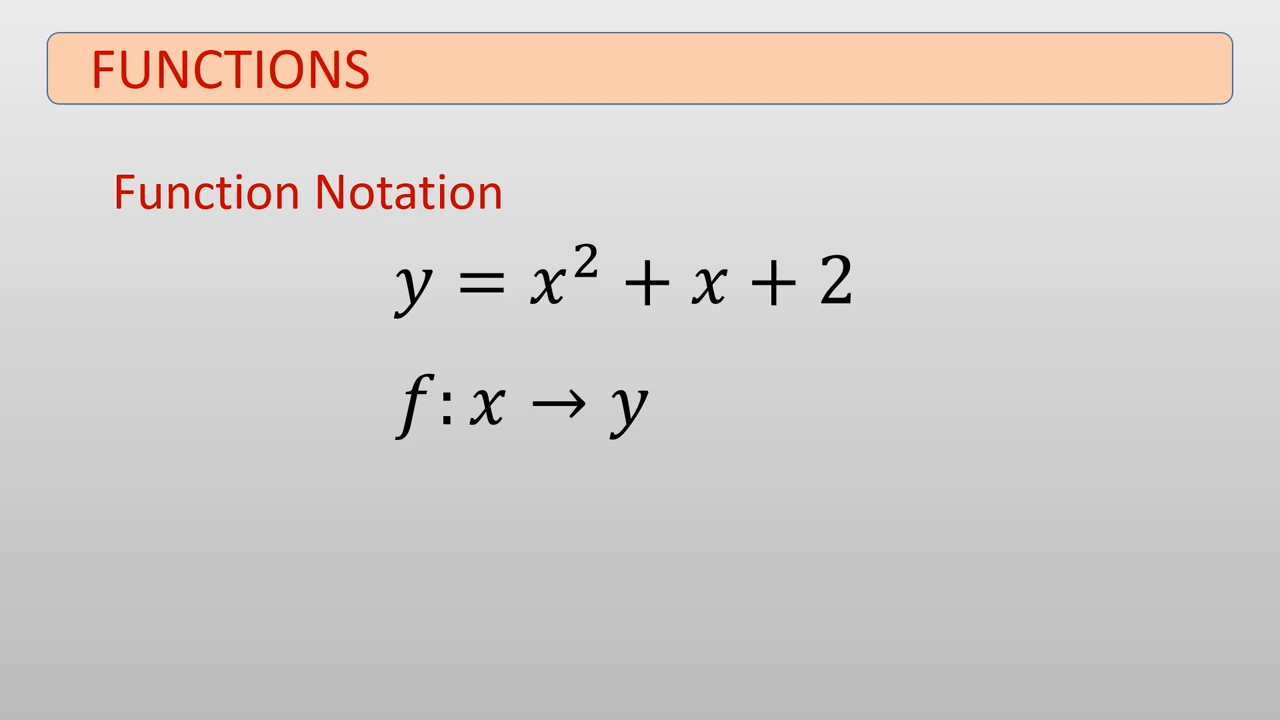 FUNCTIONS
Function Notation
y = x² + x + 2
f: x → y